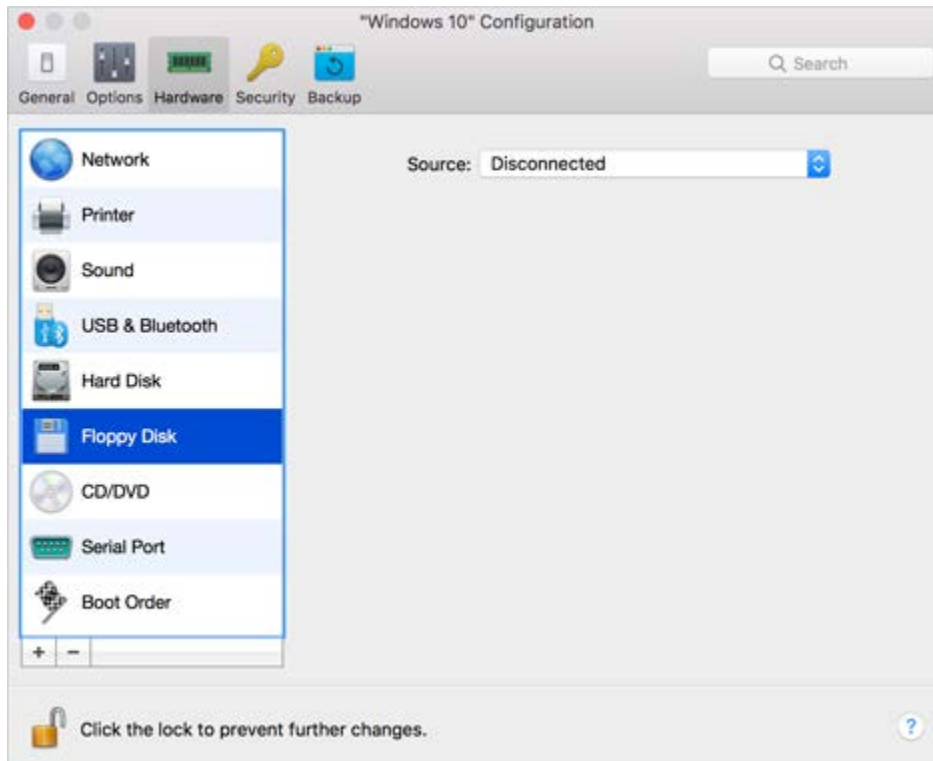 "Windows 10" Configuration
General Options Hardware Security Backup
Search
Network
Source: Disconnected
Printer
Sound
USB & Bluetooth
Hard Disk
Floppy Disk
CD/DVD
Serial Port
Boot Order
+ −
Click the lock to prevent further changes.
?